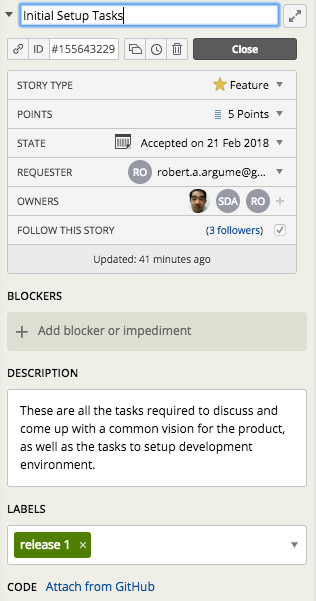 Initial Setup Tasks
ID #155643229 Close
STORY TYPE Feature
POINTS 5 Points
STATE Accepted on 21 Feb 2018
REQUESTER RO robert.a.argume@g...
OWNERS SDA RO +
FOLLOW THIS STORY (3 followers)
Updated: 41 minutes ago
BLOCKERS
+ Add blocker or impediment
DESCRIPTION
These are all the tasks required to discuss and
come up with a common vision for the product,
as well as the tasks to setup development
environment.
LABELS
release 1 ×
CODE Attach from GitHub